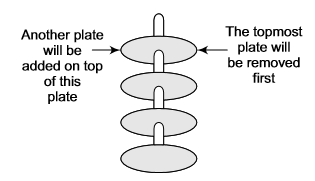 Another plate
will be
added on top
of this
plate
The topmost
plate will
be removed
first